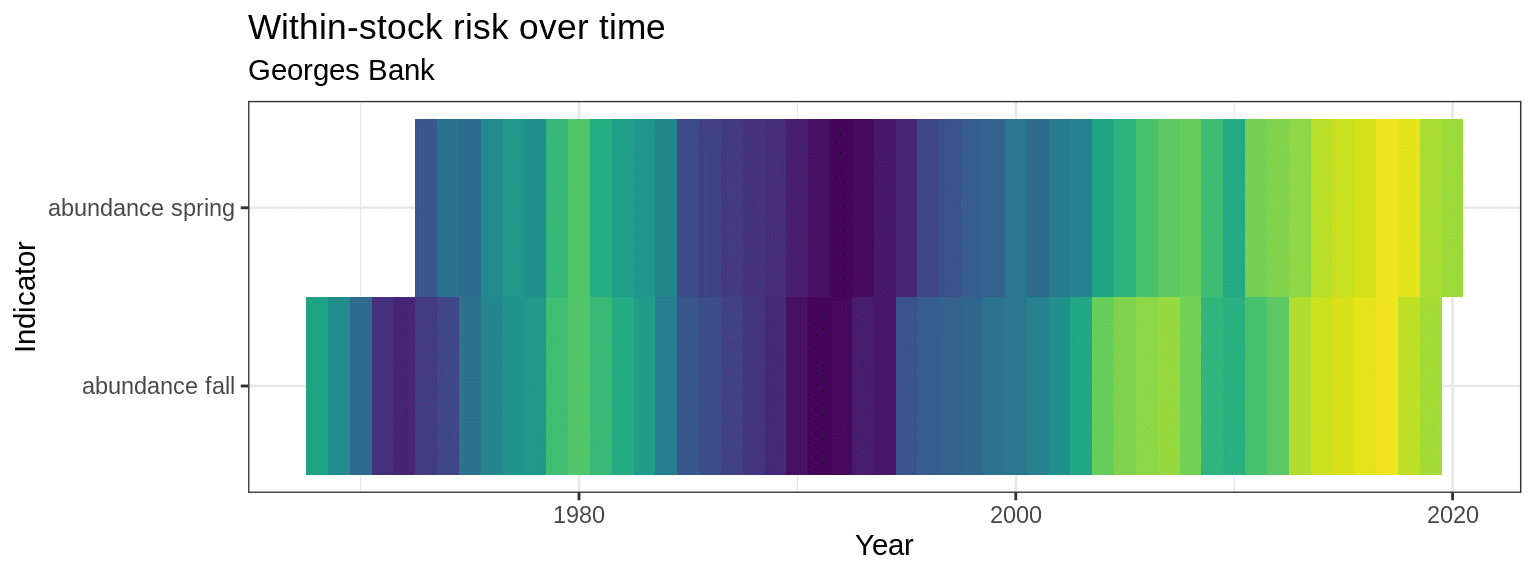 Within-stock risk over time
Georges Bank
Indicator
abundance spring
abundance fall
1980
2000
2020
Year